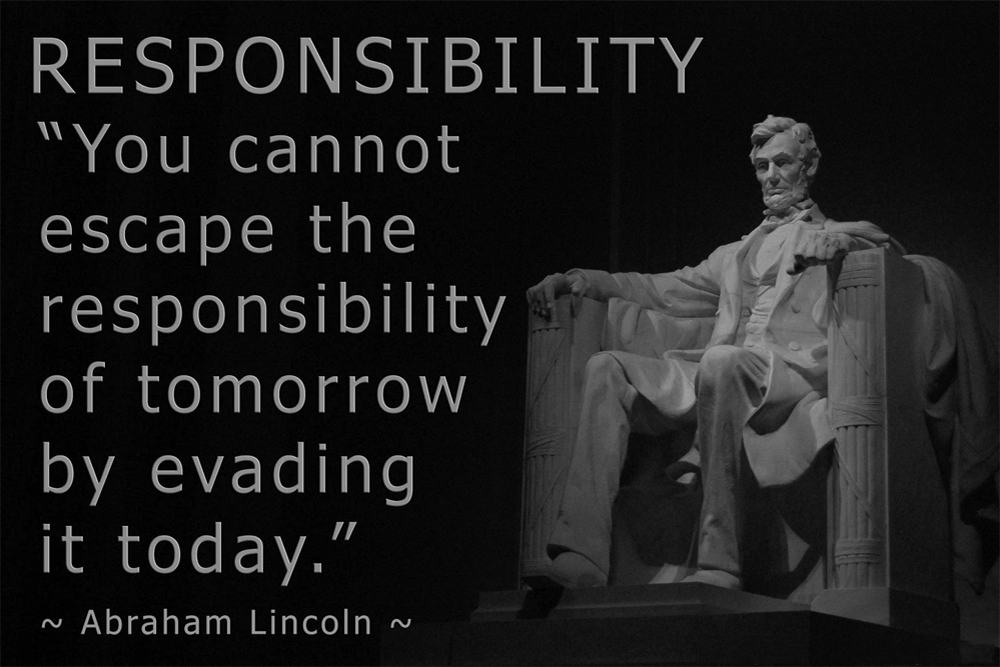 RESPONSIBILITY
“You cannot
escape the
responsibility
of tomorrow
by evading
it today.”
~ Abraham Lincoln ~